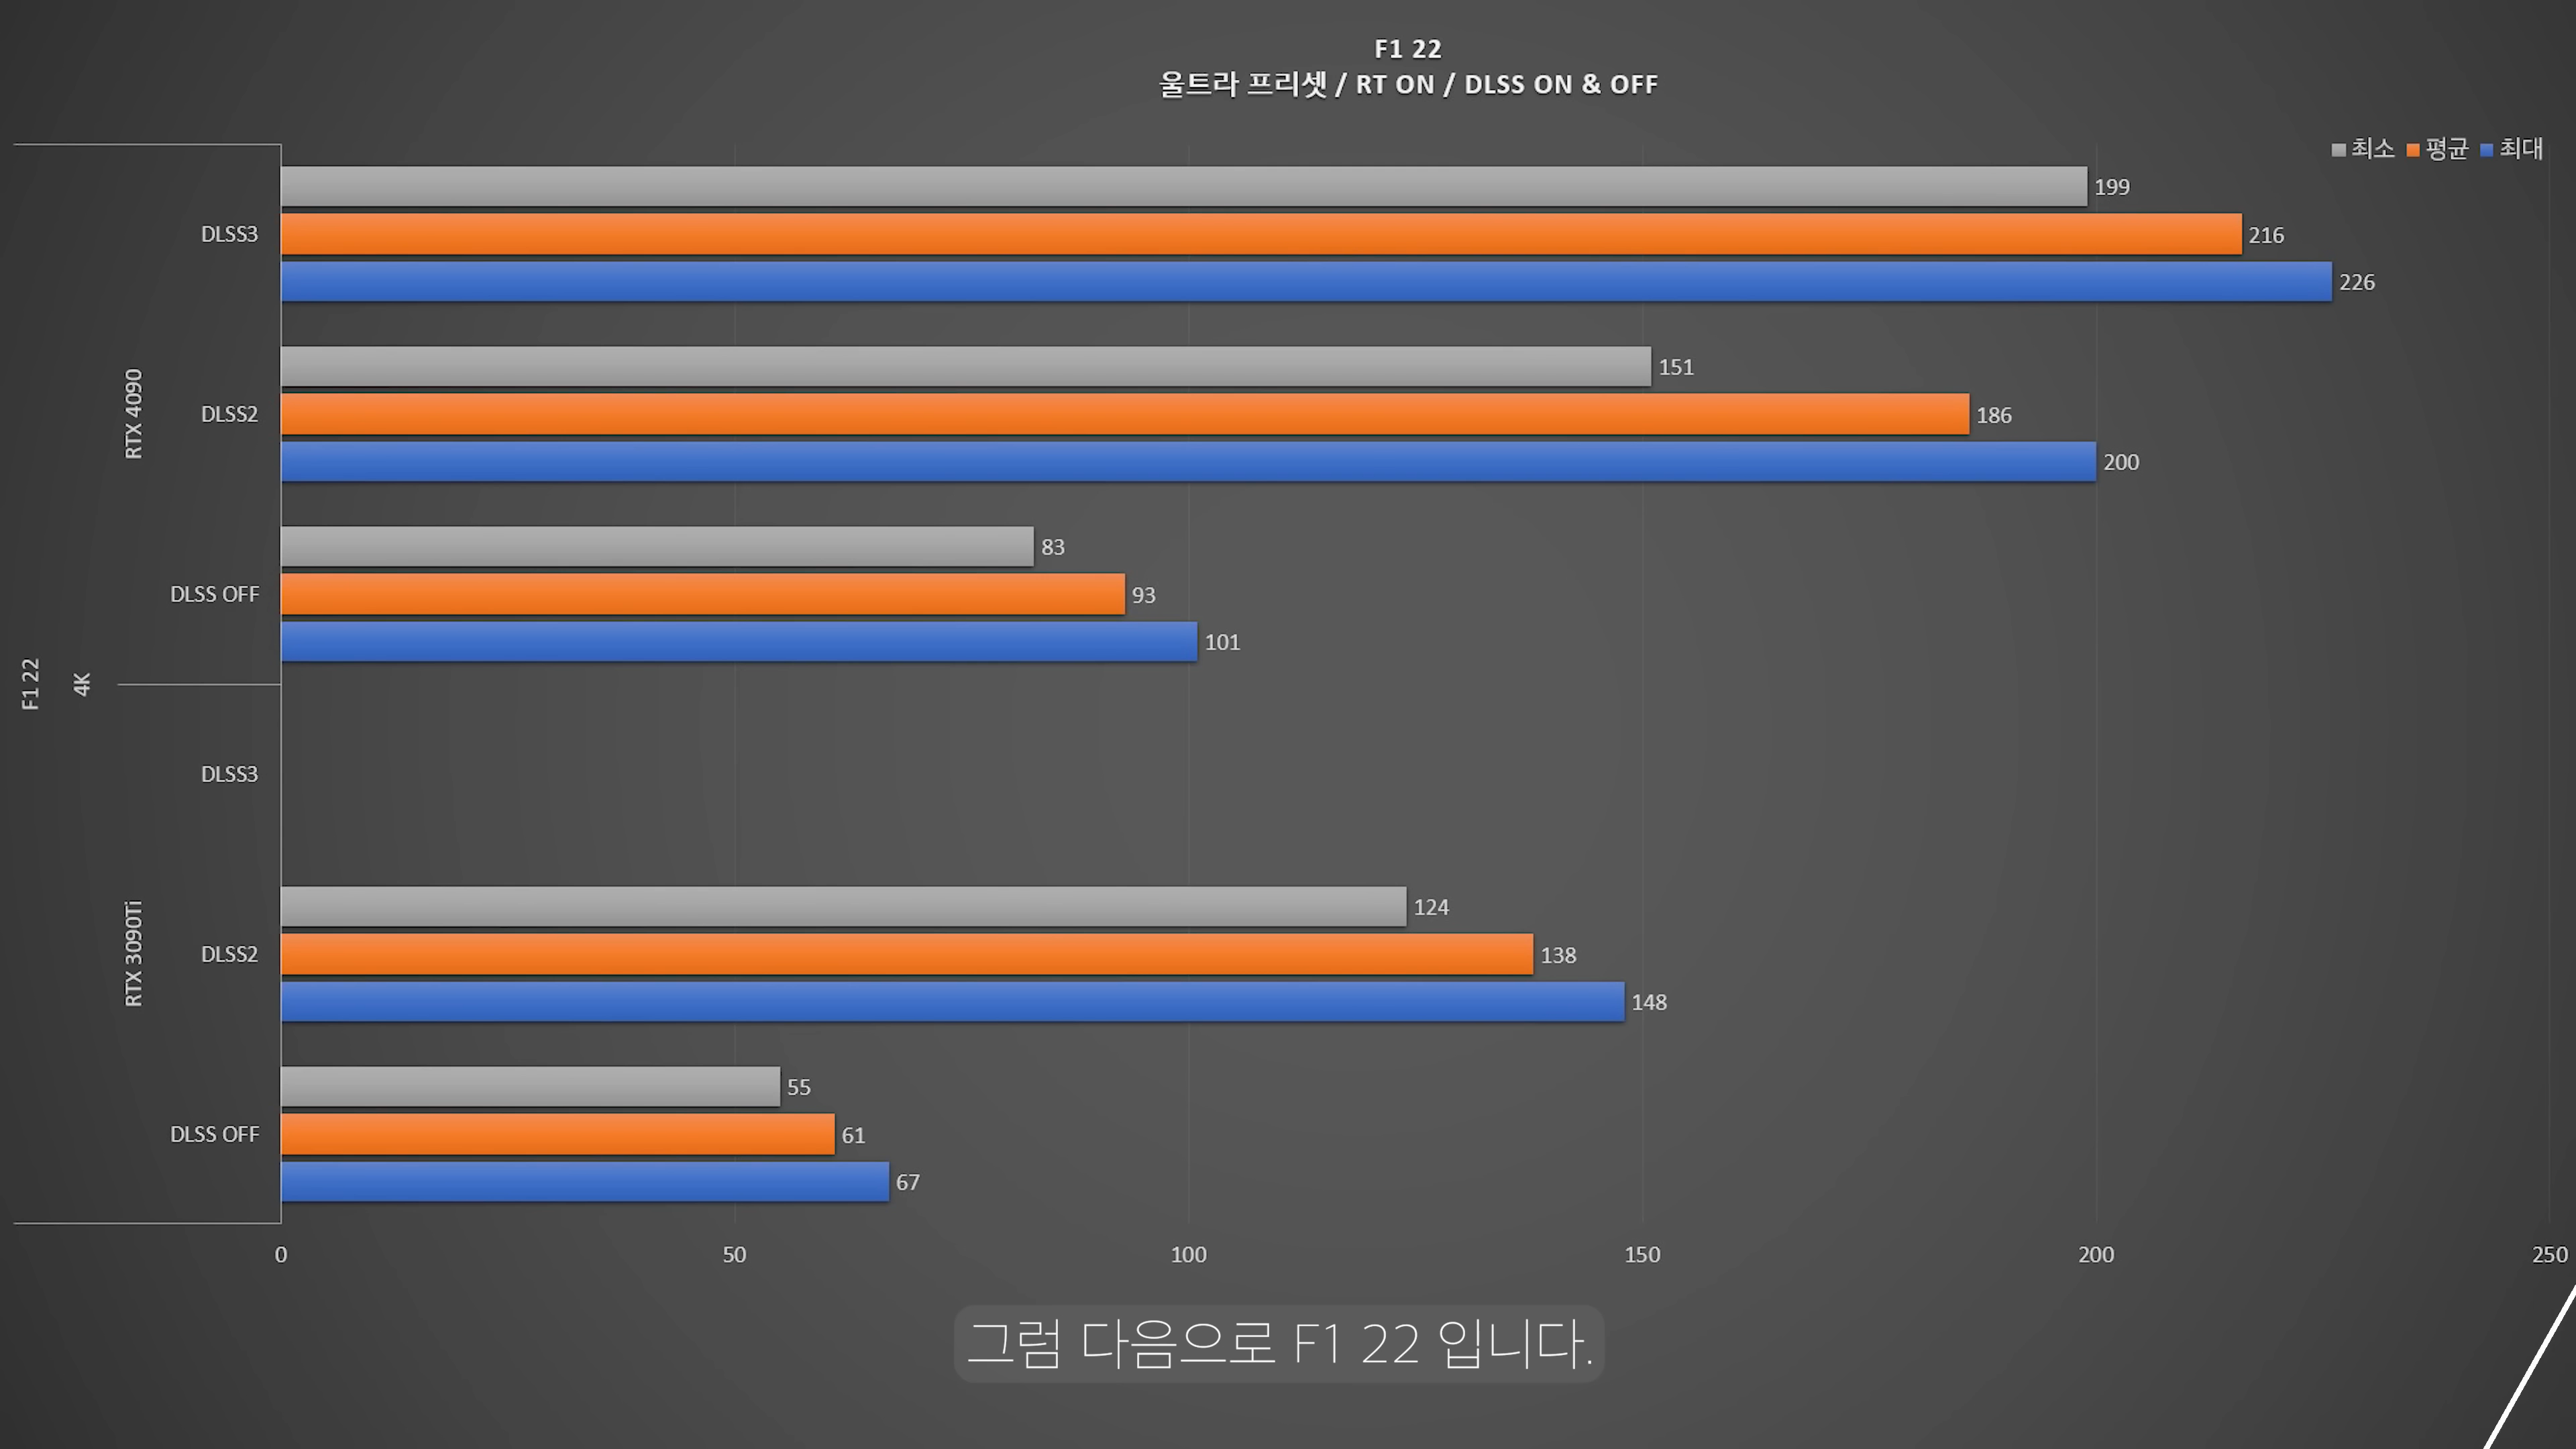 F1 22
울트라 프리셋 / RT ON / DLSS ON & OFF
최소 평균 최대
F1 22
4K
RTX 4090
DLSS3
199
216
226
DLSS2
151
186
200
DLSS OFF
83
93
101
RTX 3090Ti
DLSS3
DLSS2
124
138
148
DLSS OFF
55
61
67
0 50 100 150 200 250
그럼 다음으로 F1 22 입니다.